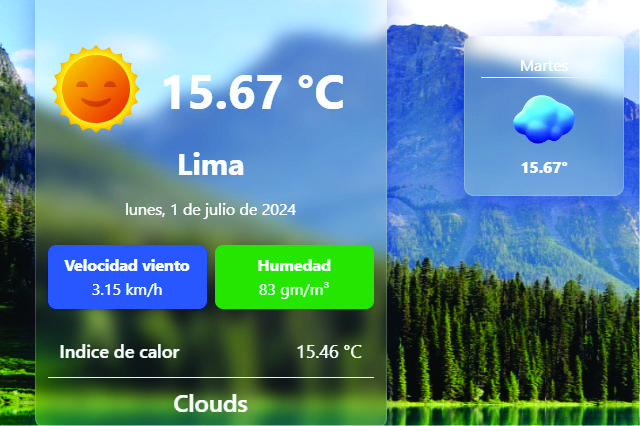 15.67 °C
Lima
lunes, 1 de julio de 2024
Velocidad viento
3.15 km/h
Humedad
83 gm/m³
Indice de calor 15.46 °C
Clouds
Martes
15.67°